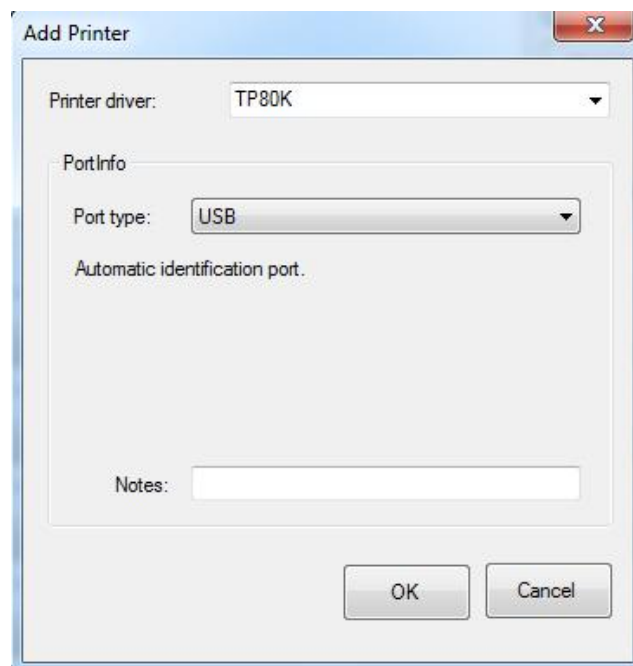 Add Printer
Printer driver: TP80K
PortInfo
Port type: USB
Automatic identification port.
Notes:
OK Cancel